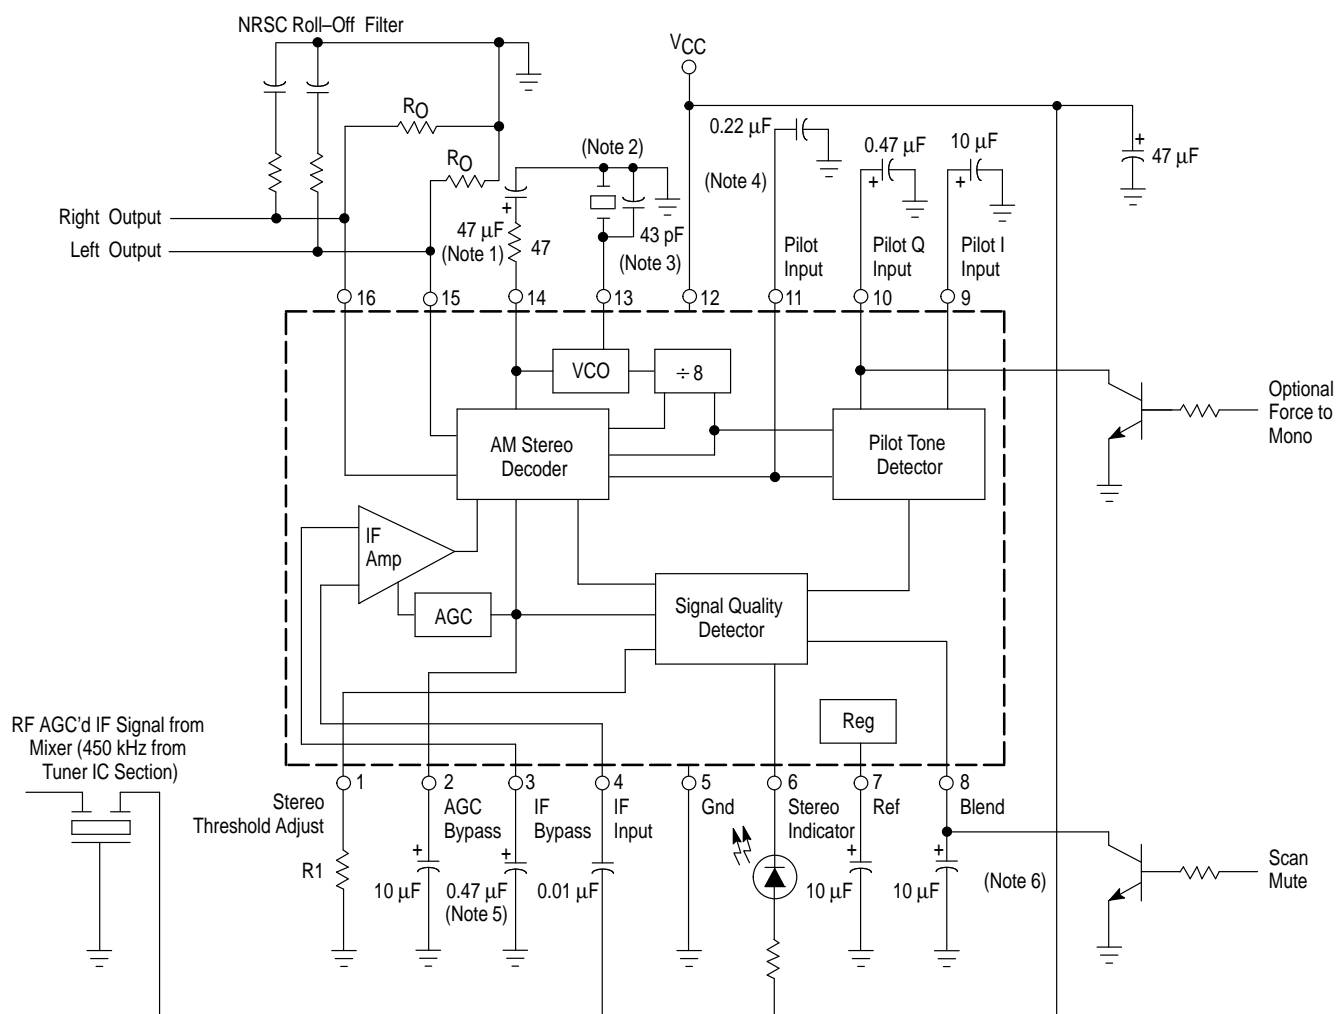 NRSC Roll–Off Filter
VCC
RO
RO
(Note 2)
0.22 µF
(Note 4)
0.47 µF
+
10 µF
+
+
47 µF
Right Output
Left Output
+
47 µF
(Note 1)
47
43 pF
(Note 3)
Pilot
Input
Pilot Q
Input
Pilot I
Input
16
15
14
13
12
11
10
9
VCO
÷ 8
AM Stereo
Decoder
Pilot Tone
Detector
Optional
Force to
Mono
IF
Amp
AGC
Signal Quality
Detector
Reg
RF AGC'd IF Signal from
Mixer (450 kHz from
Tuner IC Section)
1
2
3
4
5
6
7
8
Stereo
Threshold Adjust
AGC
Bypass
IF
Bypass
IF
Input
Gnd
Stereo
Indicator
Ref
Blend
R1
+
10 µF
+
0.47 µF
(Note 5)
0.01 µF
+
10 µF
+
10 µF
(Note 6)
Scan
Mute